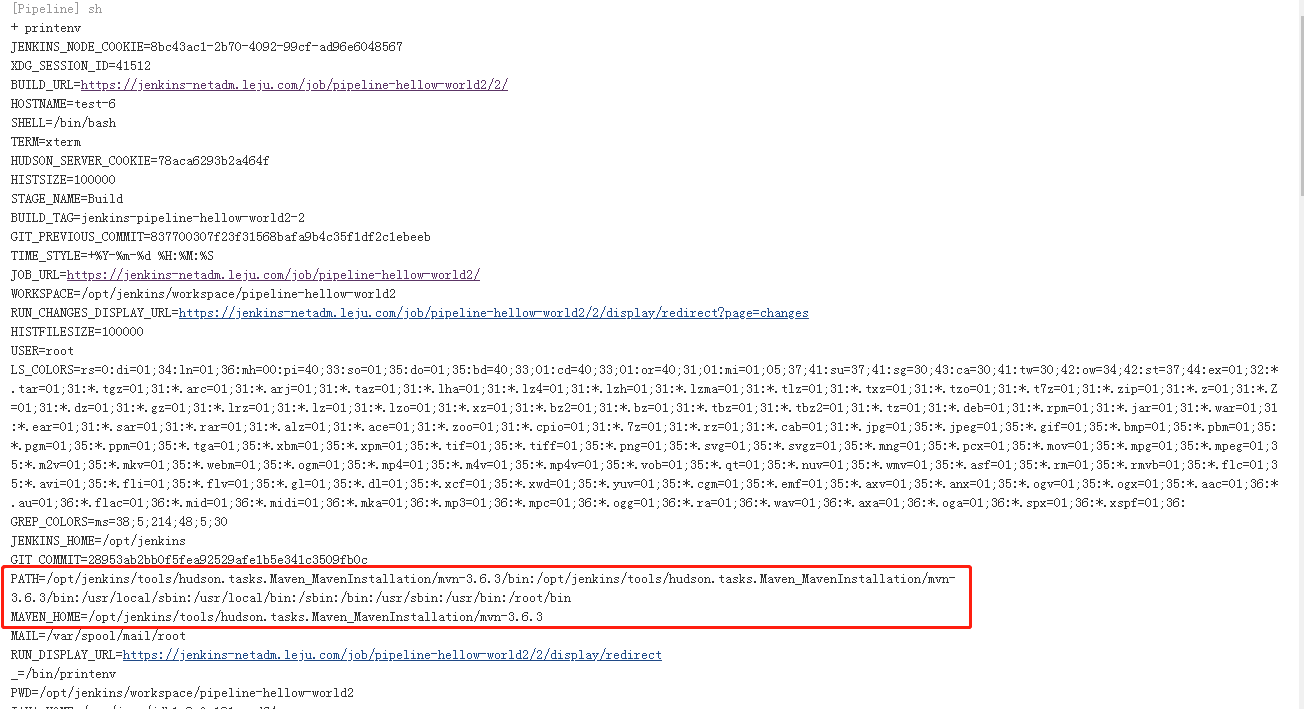 [Pipeline] sh
+ printenv
JENKINS_NODE_COOKIE=8bc43ac1-2b70-4092-99cf-ad96e6048567
XDG_SESSION_ID=41512
BUILD_URL=https://jenkins-netadm.leju.com/job/pipeline-hellow-world2/2/
HOSTNAME=test-6
SHELL=/bin/bash
TERM=xterm
HUDSON_SERVER_COOKIE=78aca6293b2a464f
HISTSIZE=100000
STAGE_NAME=Build
BUILD_TAG=jenkins-pipeline-hellow-world2-2
GIT_PREVIOUS_COMMIT=837700307f23f31568bafa9b4c35f1df2c1ebeeb
TIME_STYLE=+%Y-%m-%d %H:%M:%S
JOB_URL=https://jenkins-netadm.leju.com/job/pipeline-hellow-world2/
WORKSPACE=/opt/jenkins/workspace/pipeline-hellow-world2
RUN_CHANGES_DISPLAY_URL=https://jenkins-netadm.leju.com/job/pipeline-hellow-world2/2/display/redirect?page=changes
HISTFILESIZE=100000
USER=root
LS_COLORS=rs=0:di=01;34:ln=01;36:mh=00:pi=40;33:so=01;35:do=01;35:bd=40;33;01:cd=40;33;01:or=40;31;01:mi=01;05;37;41:su=37;41:sg=30;43:ca=30;41:tw=30;42:ow=34;42:st=37;44:ex=01;32:*
.tar=01;31:*.tgz=01;31:*.arc=01;31:*.arj=01;31:*.taz=01;31:*.lha=01;31:*.lz4=01;31:*.lzh=01;31:*.lzma=01;31:*.tlz=01;31:*.txz=01;31:*.tzo=01;31:*.t7z=01;31:*.zip=01;31:*.z=01;31:*.Z
=01;31:*.dz=01;31:*.gz=01;31:*.lrz=01;31:*.lz=01;31:*.lzo=01;31:*.xz=01;31:*.bz2=01;31:*.bz=01;31:*.tbz=01;31:*.tbz2=01;31:*.tz=01;31:*.deb=01;31:*.rpm=01;31:*.jar=01;31:*.war=01;31
:*.ear=01;31:*.sar=01;31:*.rar=01;31:*.alz=01;31:*.ace=01;31:*.zoo=01;31:*.cpio=01;31:*.7z=01;31:*.rz=01;31:*.cab=01;31:*.jpg=01;35:*.jpeg=01;35:*.gif=01;35:*.bmp=01;35:*.pbm=01;35:
*.pgm=01;35:*.ppm=01;35:*.tga=01;35:*.xbm=01;35:*.xpm=01;35:*.tif=01;35:*.tiff=01;35:*.png=01;35:*.svg=01;35:*.svgz=01;35:*.mng=01;35:*.pcx=01;35:*.mov=01;35:*.mpg=01;35:*.mpeg=01;3
5:*.m2v=01;35:*.mkv=01;35:*.webm=01;35:*.ogm=01;35:*.mp4=01;35:*.m4v=01;35:*.mp4v=01;35:*.vob=01;35:*.qt=01;35:*.nuv=01;35:*.wmv=01;35:*.asf=01;35:*.rm=01;35:*.rmvb=01;35:*.flc=01;3
5:*.avi=01;35:*.fli=01;35:*.flv=01;35:*.gl=01;35:*.dl=01;35:*.xcf=01;35:*.xwd=01;35:*.yuv=01;35:*.cgm=01;35:*.emf=01;35:*.axv=01;35:*.anx=01;35:*.ogv=01;35:*.ogx=01;35:*.aac=01;36:*
.au=01;36:*.flac=01;36:*.mid=01;36:*.midi=01;36:*.mka=01;36:*.mp3=01;36:*.mpc=01;36:*.ogg=01;36:*.ra=01;36:*.wav=01;36:*.axa=01;36:*.oga=01;36:*.spx=01;36:*.xspf=01;36:
GREP_COLORS=ms=38;5;214;48;5;30
JENKINS_HOME=/opt/jenkins
GIT_COMMIT=28953ab2bb0f5fea92529afe1b5e341c3509fb0c
PATH=/opt/jenkins/tools/hudson.tasks.Maven_MavenInstallation/mvn-3.6.3/bin:/opt/jenkins/tools/hudson.tasks.Maven_MavenInstallation/mvn-
3.6.3/bin:/usr/local/sbin:/usr/local/bin:/sbin:/bin:/usr/sbin:/usr/bin:/root/bin
MAVEN_HOME=/opt/jenkins/tools/hudson.tasks.Maven_MavenInstallation/mvn-3.6.3
MAIL=/var/spool/mail/root
RUN_DISPLAY_URL=https://jenkins-netadm.leju.com/job/pipeline-hellow-world2/2/display/redirect
_=/bin/printenv
PWD=/opt/jenkins/workspace/pipeline-hellow-world2